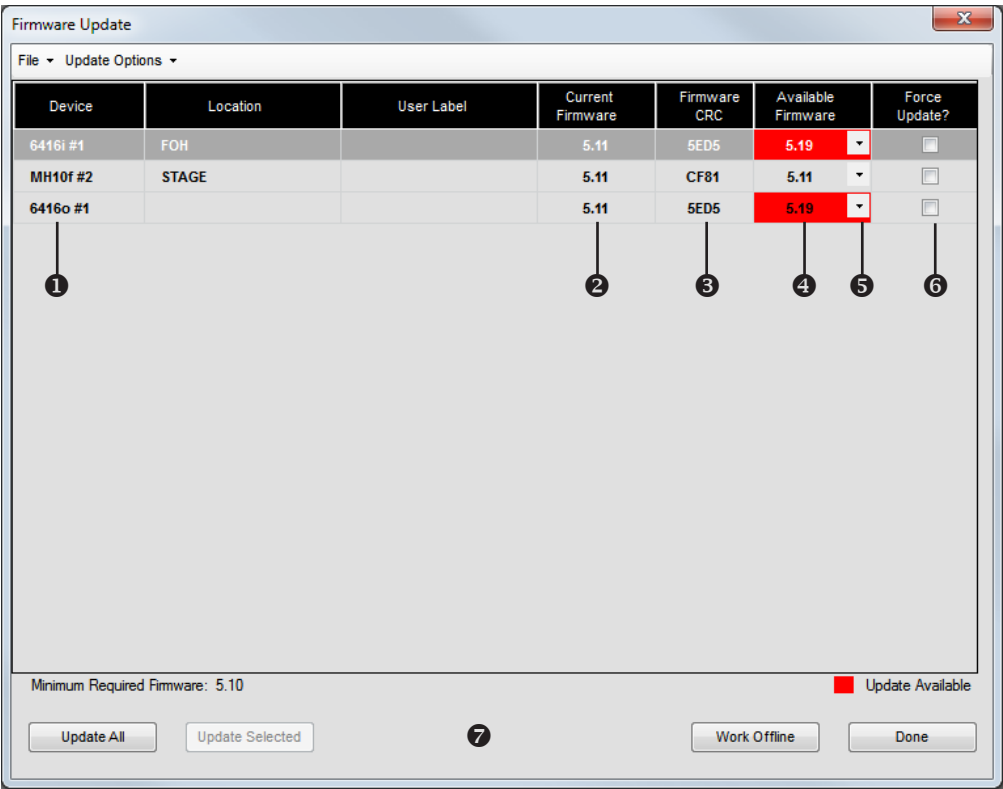 Firmware Update
File Update Options
Device Location User Label Current Firmware Firmware CRC Available Firmware Force Update?
6416i #1 FOH 5.11 5ED5 5.19
MH10f #2 STAGE 5.11 CF81 5.11
6416o #1 5.11 5ED5 5.19
1 2 3 4 5 6
Minimum Required Firmware: 5.10 Update Available
Update All Update Selected 7 Work Offline Done